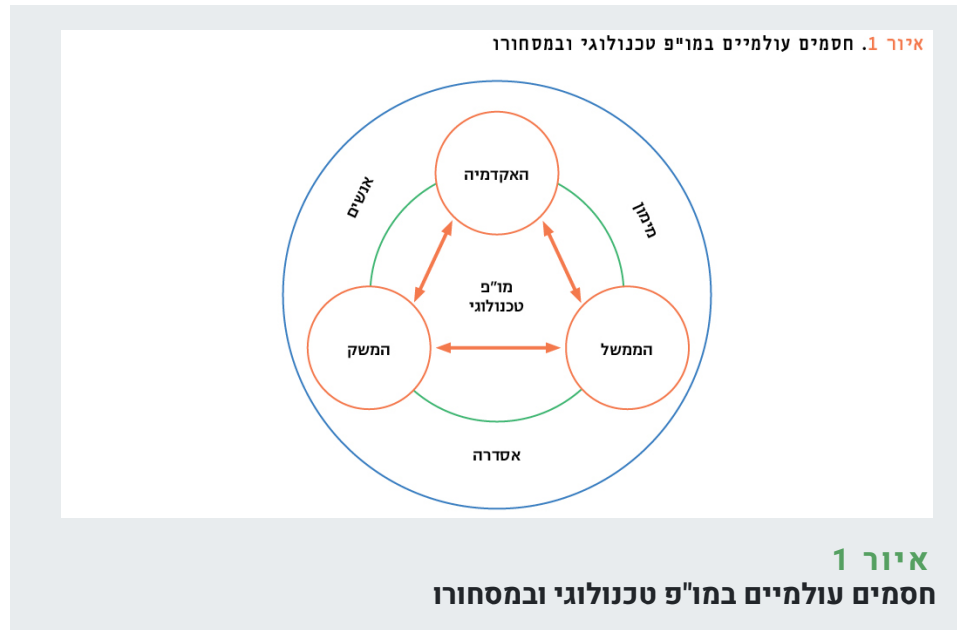 איור 1. חסמים עולמיים במו"פ טכנולוגי ובמסחורו
האקדמיה
אנשים
מימון
מו"פ
טכנולוגי
המשק
הממשל
אסדרה
איור 1
חסמים עולמיים במו"פ טכנולוגי ובמסחורו